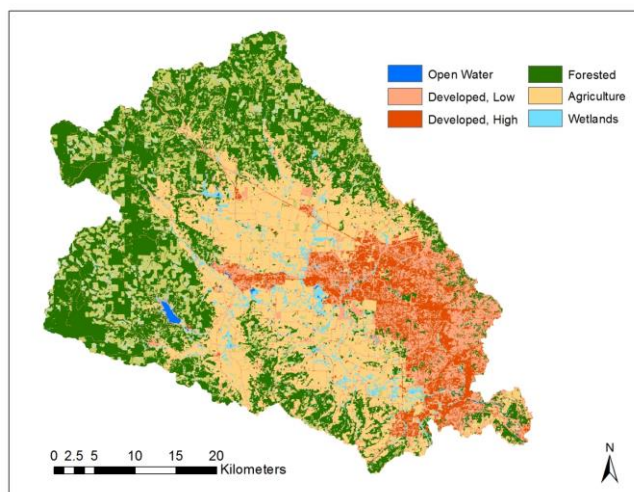 Open Water
Forested
Developed, Low
Agriculture
Developed, High
Wetlands
0 2.5 5 10 15 20
Kilometers
N